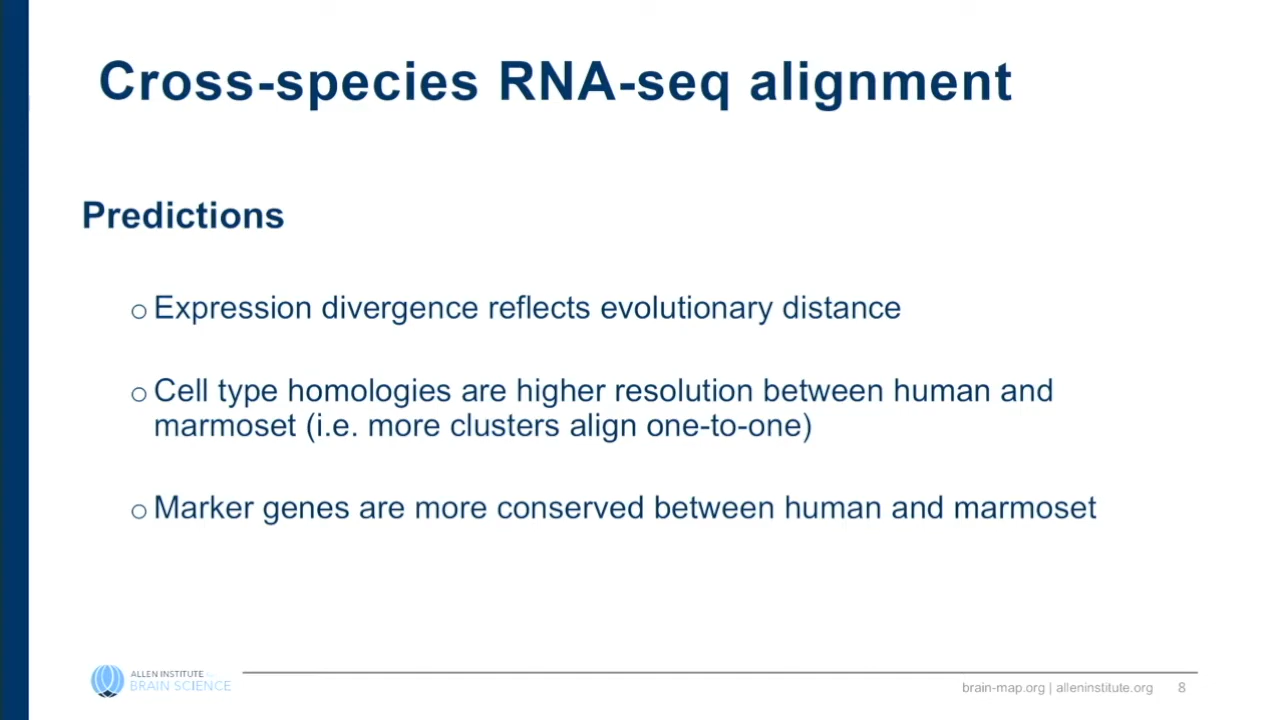 Cross-species RNA-seq alignment
Predictions
o Expression divergence reflects evolutionary distance
o Cell type homologies are higher resolution between human and
marmoset (i.e. more clusters align one-to-one)
o Marker genes are more conserved between human and marmoset
ALLEN INSTITUTE for
BRAIN SCIENCE
brain-map.org | alleninstitute.org 8